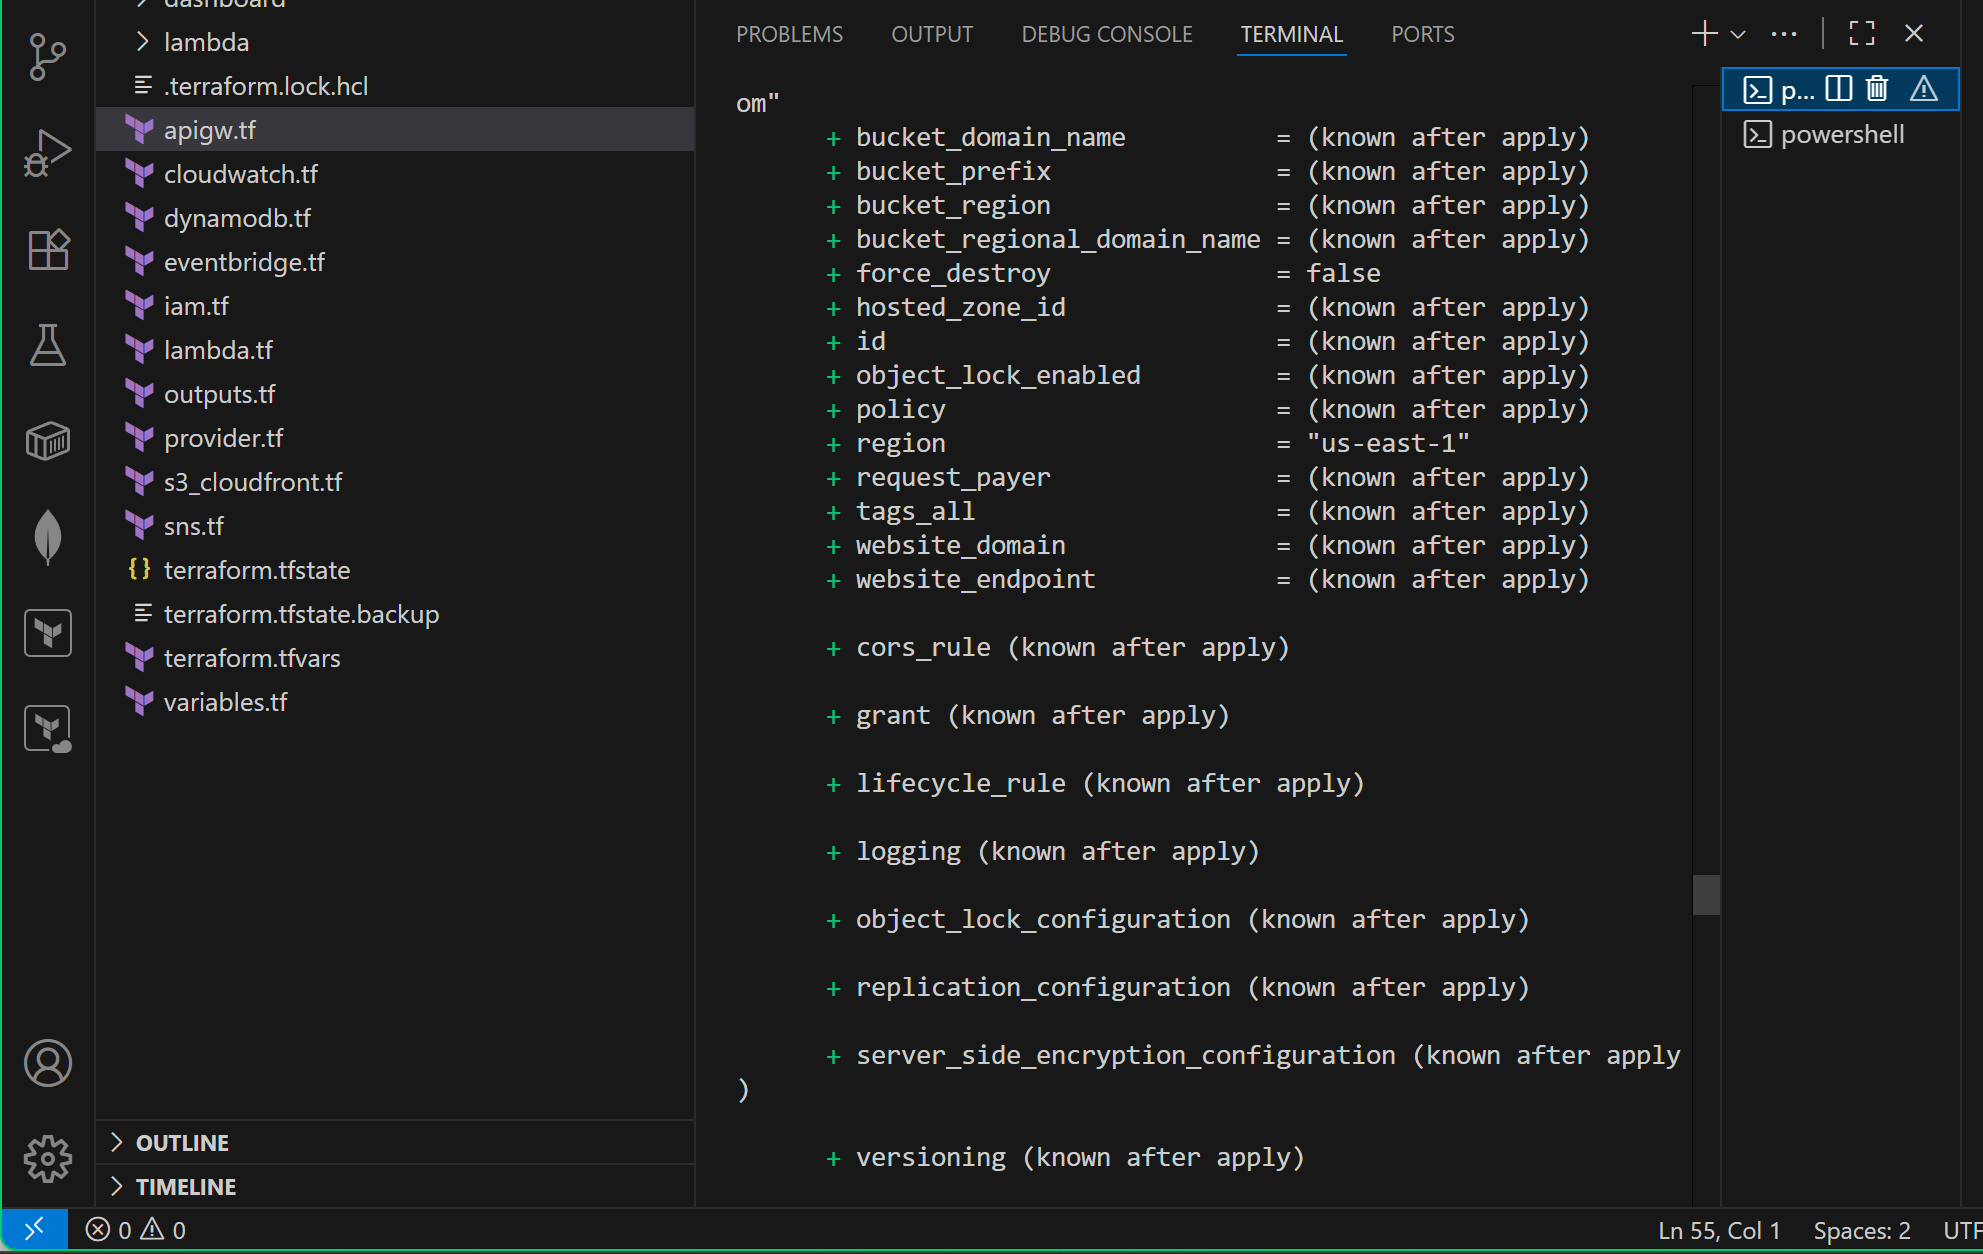 dashboard
lambda
.terraform.lock.hcl
apigw.tf
cloudwatch.tf
dynamodb.tf
eventbridge.tf
iam.tf
lambda.tf
outputs.tf
provider.tf
s3_cloudfront.tf
sns.tf
{} terraform.tfstate
terraform.tfstate.backup
terraform.tfvars
variables.tf
OUTLINE
TIMELINE
PROBLEMS OUTPUT DEBUG CONSOLE TERMINAL PORTS
om"
+ bucket_domain_name = (known after apply)
+ bucket_prefix = (known after apply)
+ bucket_region = (known after apply)
+ bucket_regional_domain_name = (known after apply)
+ force_destroy = false
+ hosted_zone_id = (known after apply)
+ id = (known after apply)
+ object_lock_enabled = (known after apply)
+ policy = (known after apply)
+ region = "us-east-1"
+ request_payer = (known after apply)
+ tags_all = (known after apply)
+ website_domain = (known after apply)
+ website_endpoint = (known after apply)
+ cors_rule (known after apply)
+ grant (known after apply)
+ lifecycle_rule (known after apply)
+ logging (known after apply)
+ object_lock_configuration (known after apply)
+ replication_configuration (known after apply)
+ server_side_encryption_configuration (known after apply
)
+ versioning (known after apply)
p...
powershell
0 0
Ln 55, Col 1 Spaces: 2 UTF